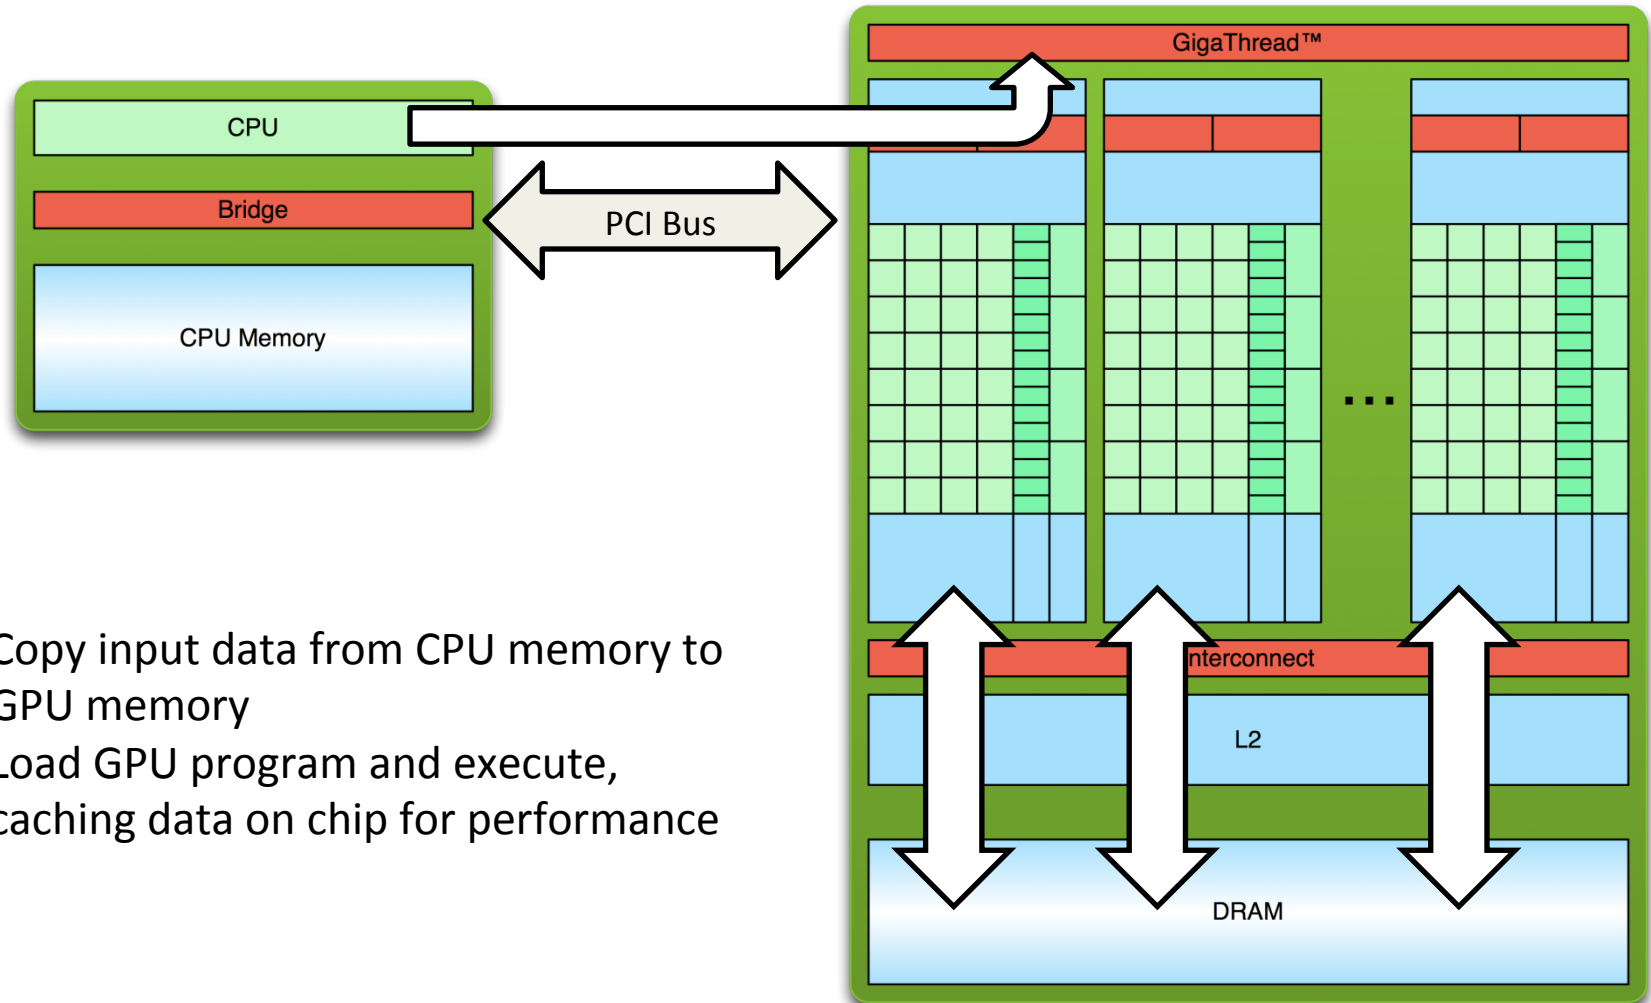 GigaThread™
CPU
Bridge
PCI Bus
CPU Memory
...
Copy input data from CPU memory to
GPU memory
Load GPU program and execute,
caching data on chip for performance
nterconnect
L2
DRAM